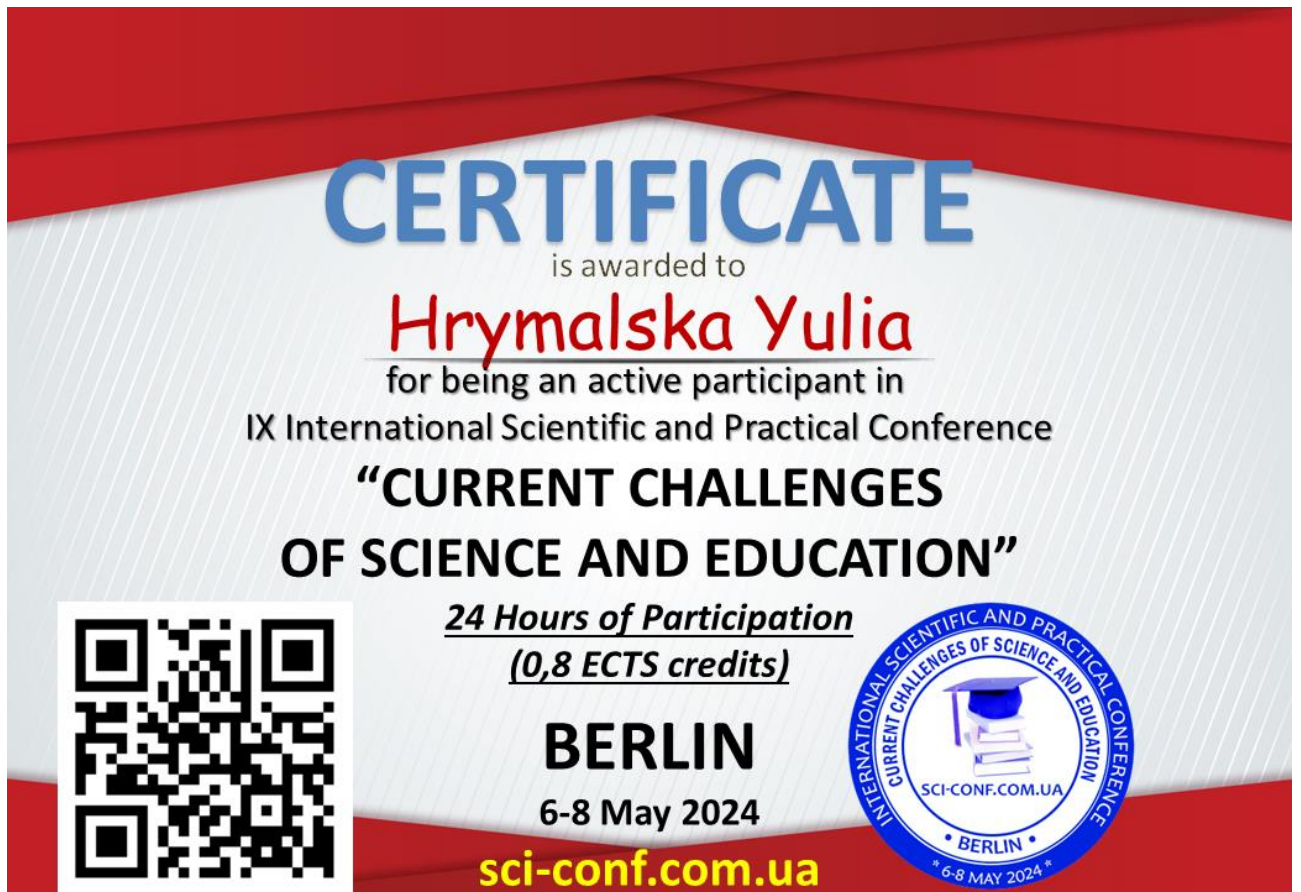 CERTIFICATE
is awarded to
Hrymalska Yulia
for being an active participant in
IX International Scientific and Practical Conference
“CURRENT CHALLENGES
OF SCIENCE AND EDUCATION”
24 Hours of Participation
(0,8 ECTS credits)
BERLIN
6-8 May 2024
sci-conf.com.ua
INTERNATIONAL SCIENTIFIC AND PRACTICAL CONFERENCE
CURRENT CHALLENGES OF SCIENCE AND EDUCATION
SCI-CONF.COM.UA
• BERLIN •
* 6-8 MAY 2024 *